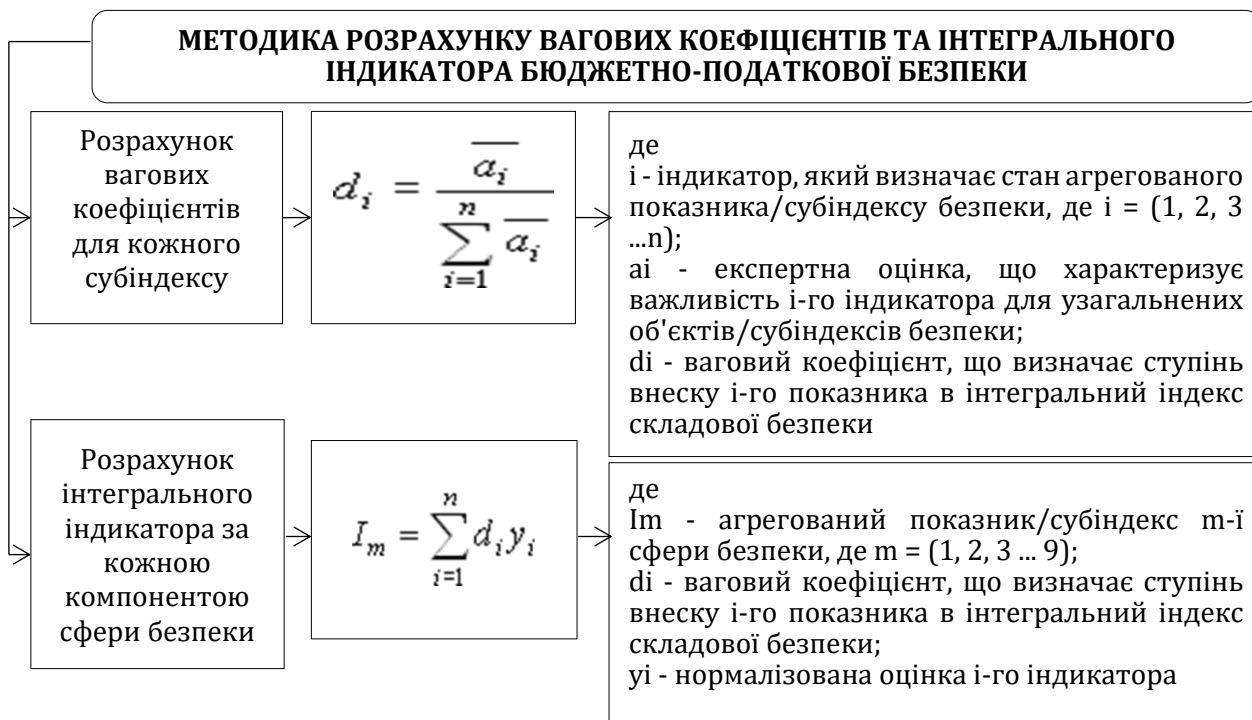 МЕТОДИКА РОЗРАХУНКУ ВАГОВИХ КОЕФІЦІЄНТІВ ТА ІНТЕГРАЛЬНОГО
ІНДИКАТОРА БЮДЖЕТНО-ПОДАТКОВОЇ БЕЗПЕКИ
Розрахунок
вагових
коефіцієнтів
для кожного
субіндексу
d_i = \frac{\overline{a_i}}{\sum_{i=1}^{n} \overline{a_i}}
де
і - індикатор, який визначає стан агрегованого
показника/субіндексу безпеки, де і = (1, 2, 3
...n);
аі - експертна оцінка, що характеризує
важливість і-го індикатора для узагальнених
об'єктів/субіндексів безпеки;
di - ваговий коефіцієнт, що визначає ступінь
внеску і-го показника в інтегральний індекс
складової безпеки
Розрахунок
інтегрального
індикатора за
кожною
компонентою
сфери безпеки
I_m = \sum_{i=1}^{n} d_i y_i
де
Im - агрегований показник/субіндекс m-ї
сфери безпеки, де m = (1, 2, 3 ... 9);
di - ваговий коефіцієнт, що визначає ступінь
внеску і-го показника в інтегральний індекс
складової безпеки;
yi - нормалізована оцінка і-го індикатора